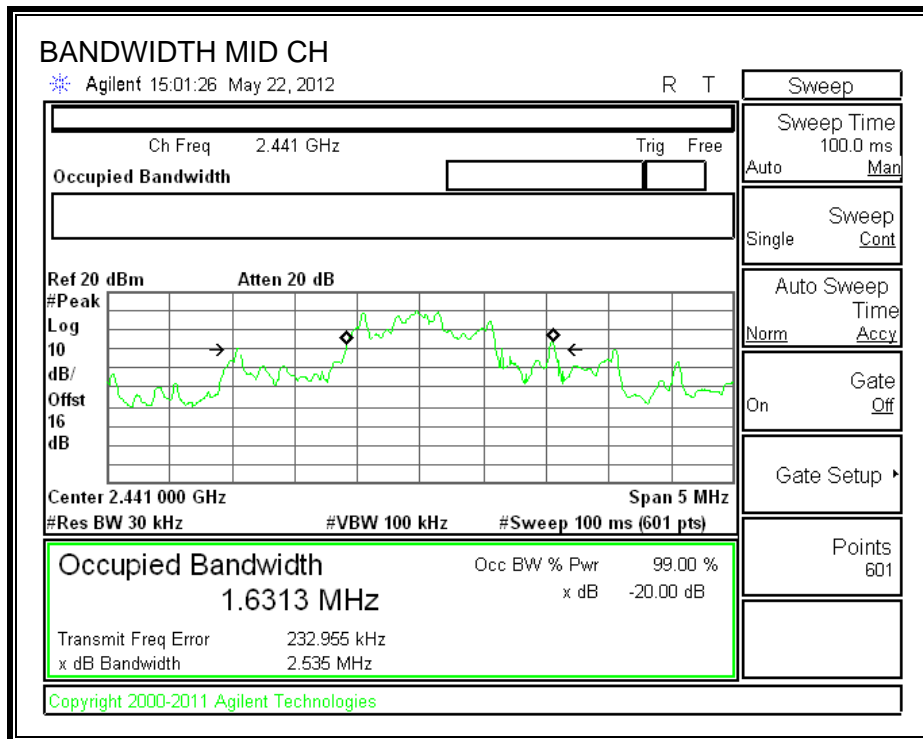 BANDWIDTH MID CH
Agilent 15:01:26 May 22, 2012 R T
Ch Freq 2.441 GHz Trig Free
Occupied Bandwidth
Ref 20 dBm Atten 20 dB
#Peak
Log
10
dB/
Offst
16
dB
Center 2.441 000 GHz Span 5 MHz
#Res BW 30 kHz #VBW 100 kHz #Sweep 100 ms (601 pts)
Occupied Bandwidth Occ BW % Pwr 99.00 %
1.6313 MHz x dB -20.00 dB
Transmit Freq Error 232.955 kHz
x dB Bandwidth 2.535 MHz
Copyright 2000-2011 Agilent Technologies
Sweep
Sweep Time
100.0 ms
Auto Man
Sweep
Single Cont
Auto Sweep
Time
Norm Accy
Gate
On Off
Gate Setup
Points
601